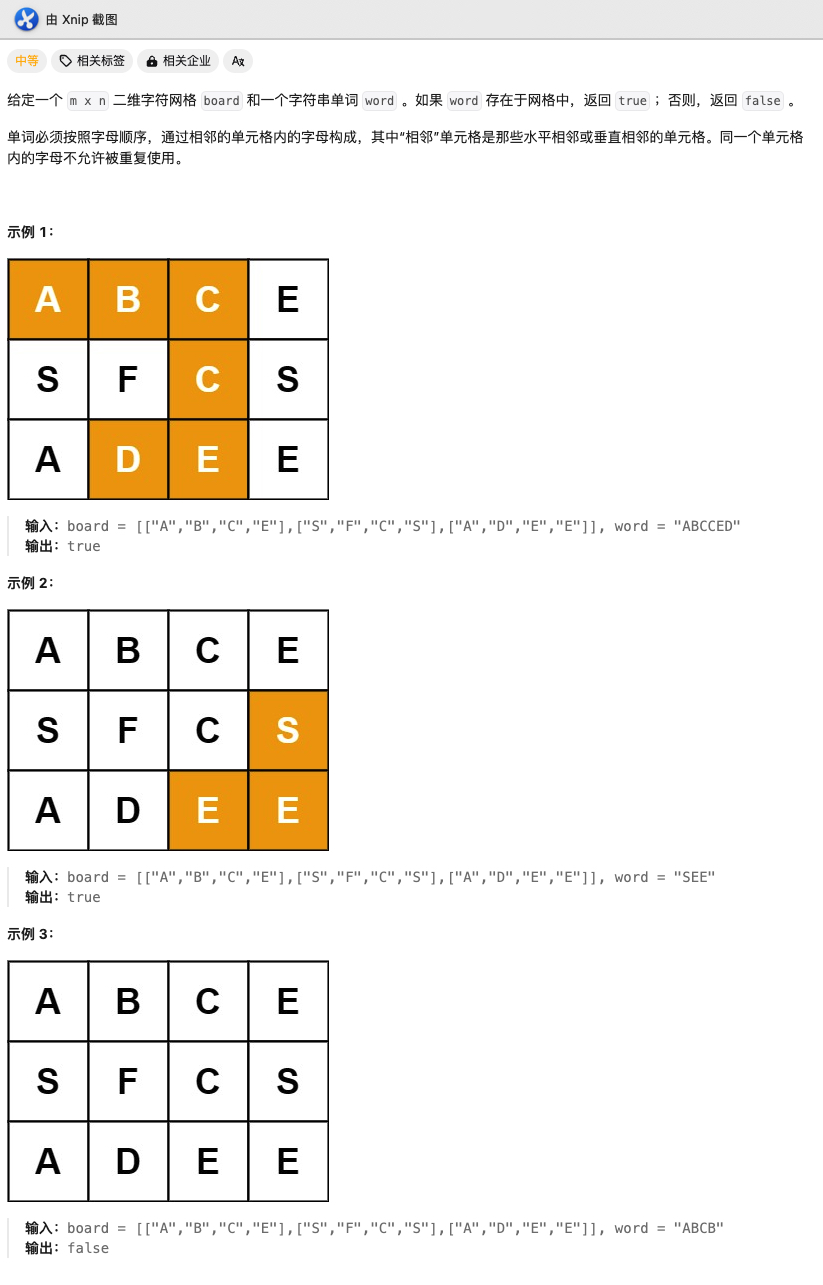 由 Xnip 截图
中等 相关标签 相关企业 A文
给定一个 m x n 二维字符网格 board 和一个字符串单词 word 。如果 word 存在于网格中，返回 true ；否则，返回 false 。
单词必须按照字母顺序，通过相邻的单元格内的字母构成，其中“相邻”单元格是那些水平相邻或垂直相邻的单元格。同一个单元格
内的字母不允许被重复使用。
示例 1：
A B C E
S F C S
A D E E
输入：board = [["A","B","C","E"],["S","F","C","S"],["A","D","E","E"]], word = "ABCCED"
输出：true
示例 2：
A B C E
S F C S
A D E E
输入：board = [["A","B","C","E"],["S","F","C","S"],["A","D","E","E"]], word = "SEE"
输出：true
示例 3：
A B C E
S F C S
A D E E
输入：board = [["A","B","C","E"],["S","F","C","S"],["A","D","E","E"]], word = "ABCB"
输出：false